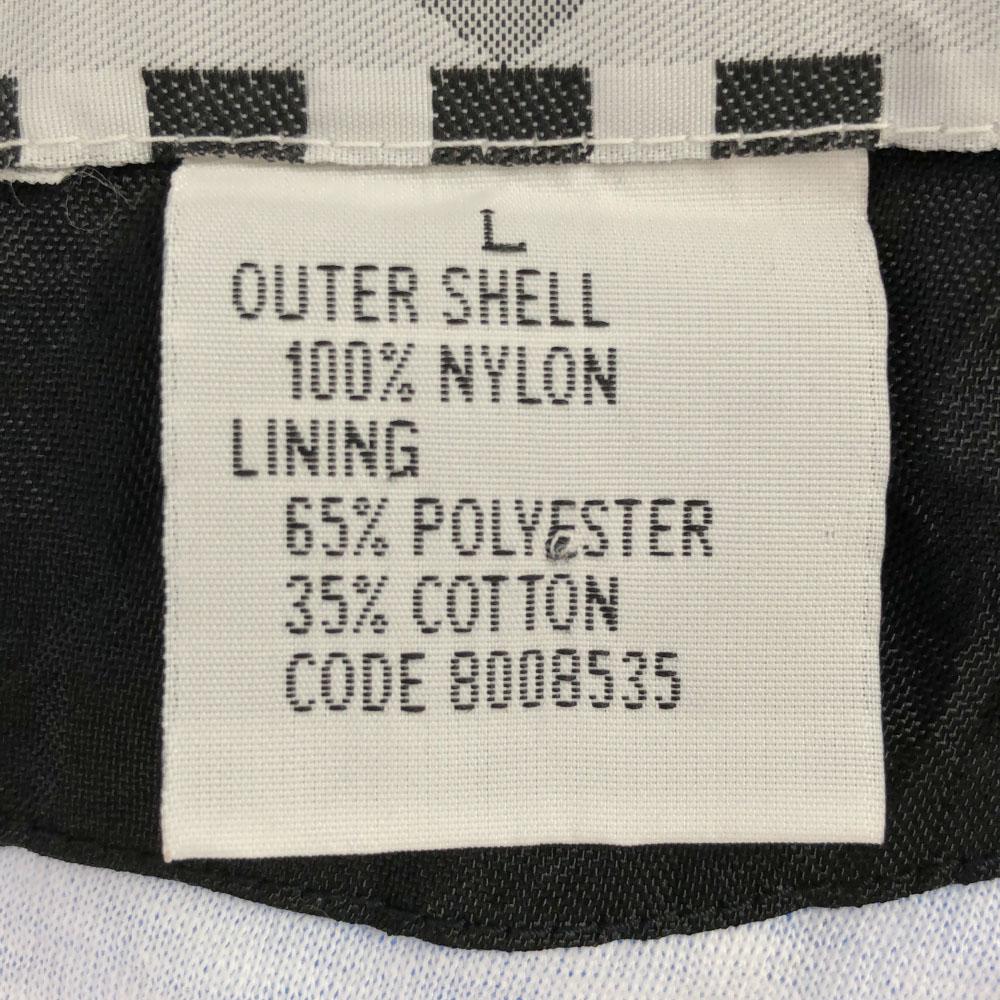 L
OUTER SHELL
100% NYLON
LINING
65% POLYESTER
35% COTTON
CODE 8008535